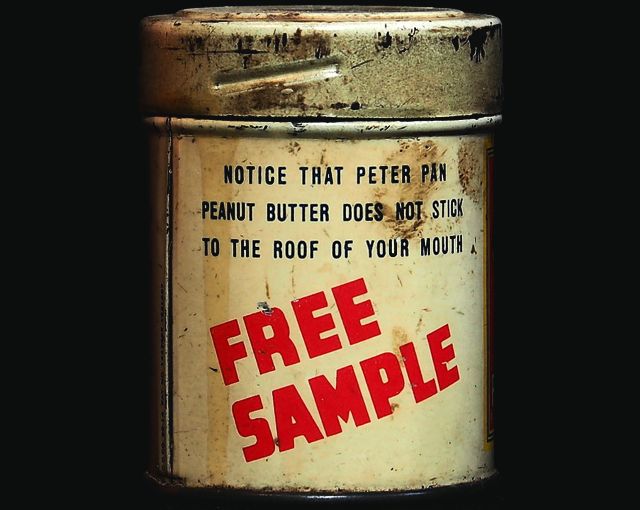 NOTICE THAT PETER PAN
PEANUT BUTTER DOES NOT STICK
TO THE ROOF OF YOUR MOUTH
FREE
SAMPLE